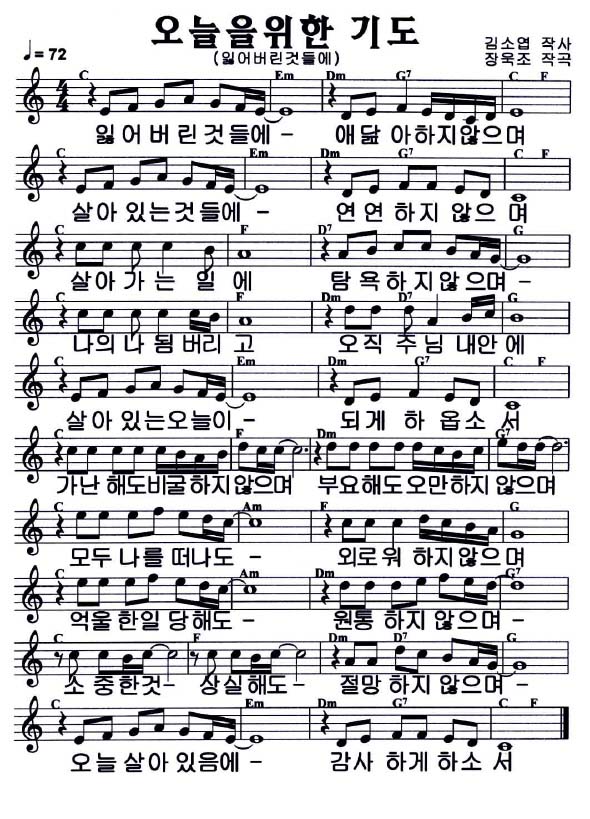 오늘을위한 기도
♩= 72
(잃어버린것들에)
김소엽 작사
장욱조 작곡
C Em Dm G7 C
잃어버린것들에- 애닯 아하지않으며
C Em Dm G7 C F
살아 있는것들에 - 연연 하지 않으 며
C F D7 G
살아 가 는 일 에 탐 욕하지않으며-
C F Dm D7 G
나의 나 됨 버리 고 오직 주 님 내안 에
C Em Dm G7 C F
살아 있는오늘이- 되게 하 옵소 서
C F C Dm G7
가난 해도비굴하지않으며 부요해도오만하지않으며
C Am Dm G
모두 나를 떠나도 - 외로워 하지않으며
C Am Dm G7
억울 한일 당해도- 원통 하지 않으며-
C F Dm D7 G
소 중한것- 상실해도- 절망 하지 않으며-
C Em Dm G7 C F C
오늘 살아 있음에- 감사 하게 하소 서